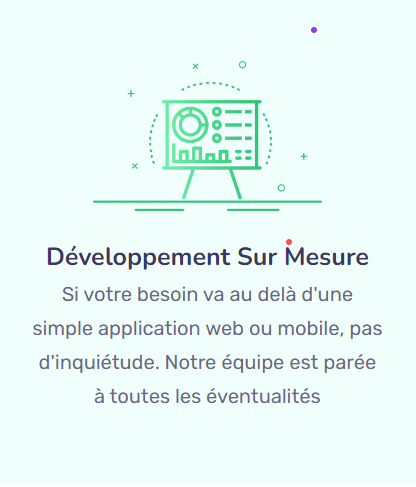 Développement Sur Mesure
Si votre besoin va au delà d'une
simple application web ou mobile, pas
d'inquiétude. Notre équipe est parée
à toutes les éventualités